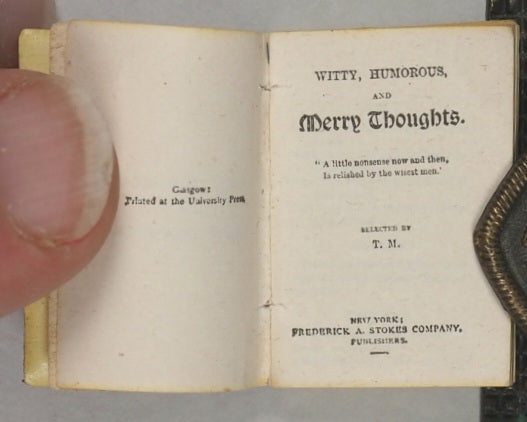 Glasgow:
Printed at the University Press
WITTY, HUMOROUS,
AND
Merry Thoughts.
"A little nonsense now and then,
Is relished by the wisest men."
SELECTED BY
T. M.
NEW YORK:
FREDERICK A. STOKES COMPANY,
PUBLISHERS.